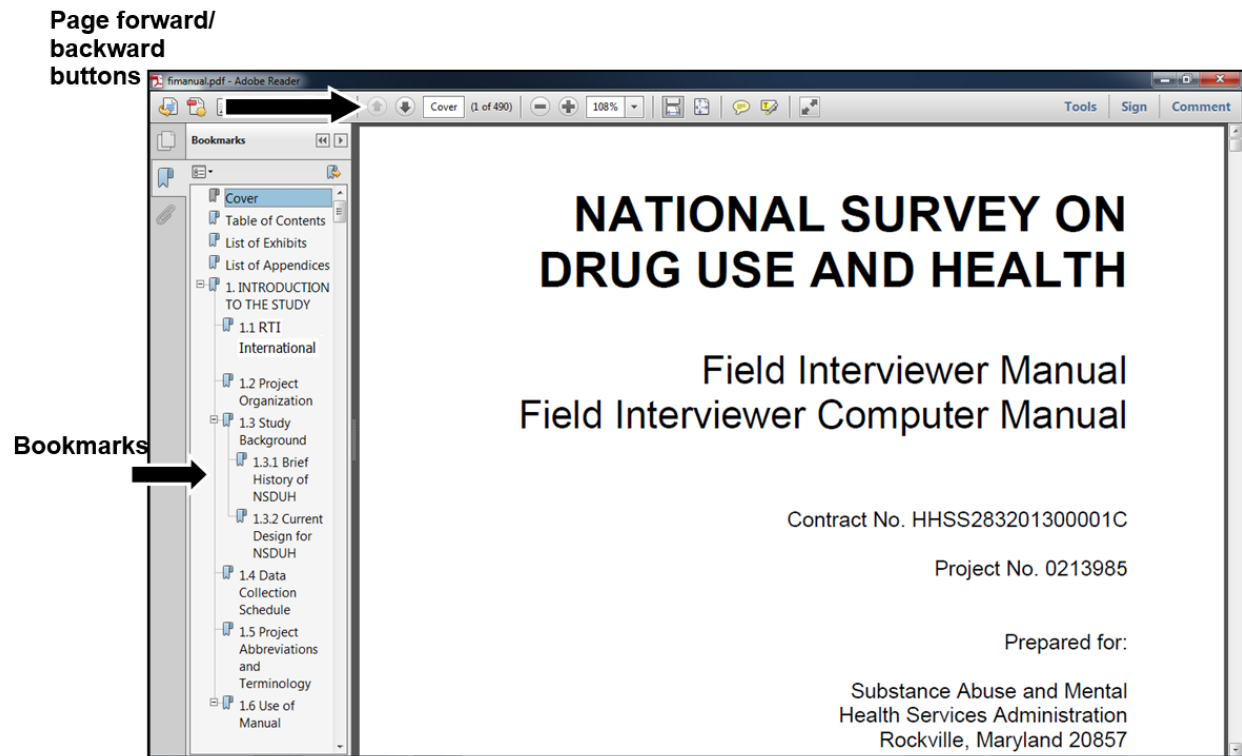 Page forward/
backward
buttons
fimanual.pdf - Adobe Reader
Cover (1 of 490) 108% Tools Sign Comment
Bookmarks
Cover
Table of Contents
List of Exhibits
List of Appendices
1. INTRODUCTION
TO THE STUDY
1.1 RTI
International
1.2 Project
Organization
1.3 Study
Background
1.3.1 Brief
History of
NSDUH
1.3.2 Current
Design for
NSDUH
1.4 Data
Collection
Schedule
1.5 Project
Abbreviations
and
Terminology
1.6 Use of
Manual
Bookmarks
NATIONAL SURVEY ON
DRUG USE AND HEALTH
Field Interviewer Manual
Field Interviewer Computer Manual
Contract No. HHSS283201300001C
Project No. 0213985
Prepared for:
Substance Abuse and Mental
Health Services Administration
Rockville, Maryland 20857